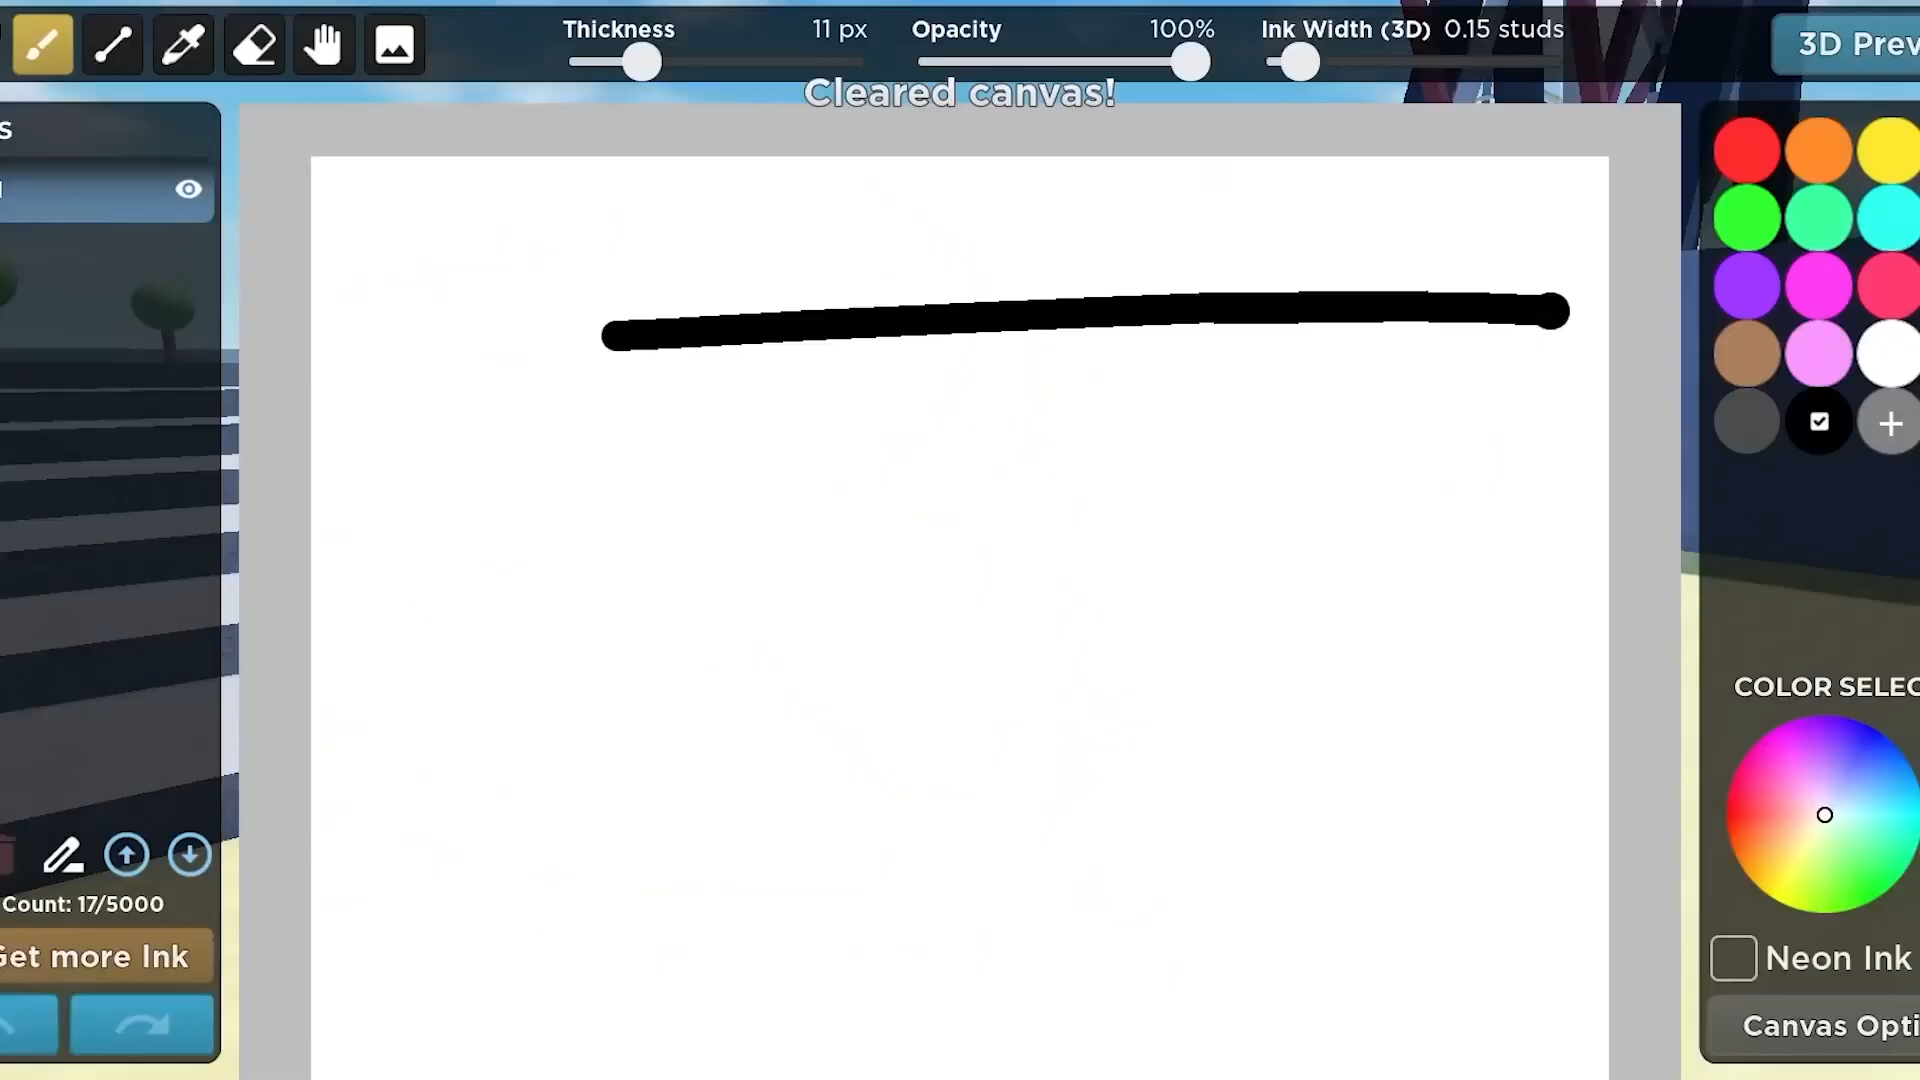 Thickness 11 px
Opacity 100%
Ink Width (3D) 0.15 studs
3D Prev
Cleared canvas!
S
Count: 17/5000
Get more Ink
COLOR SELEC
Neon Ink
Canvas Opti